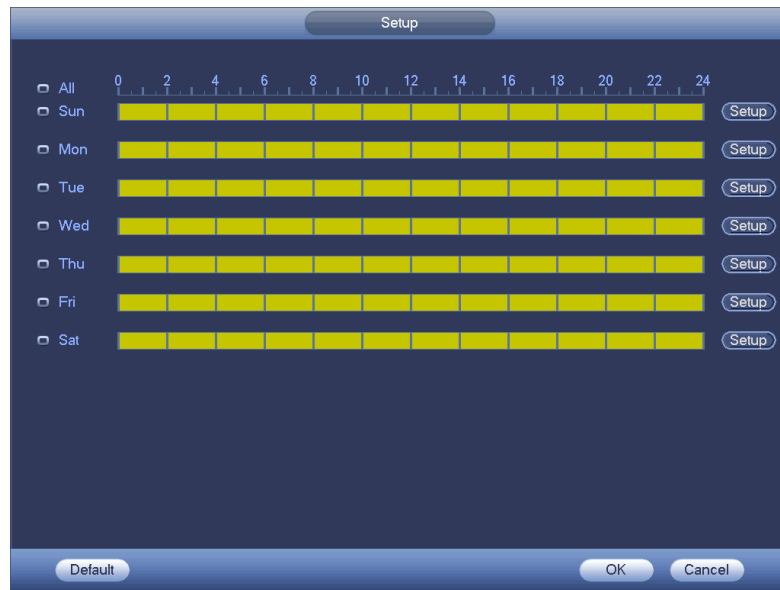 Setup
All 0 2 4 6 8 10 12 14 16 18 20 22 24
Sun Setup
Mon Setup
Tue Setup
Wed Setup
Thu Setup
Fri Setup
Sat Setup
Default OK Cancel